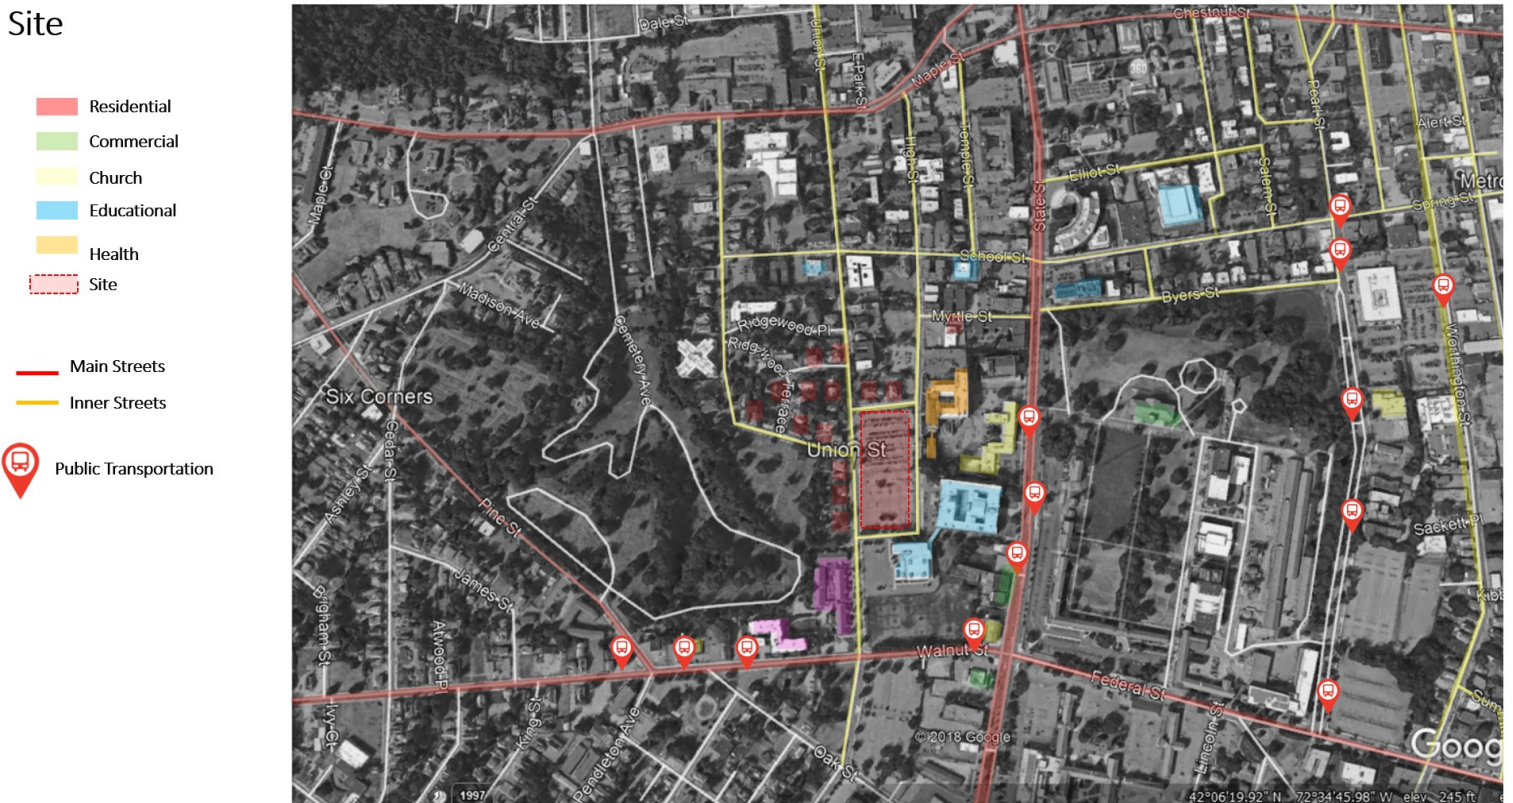 Site
Residential
Commercial
Church
Educational
Health
Site
Main Streets
Inner Streets
Public Transportation
Dale St
Union St
E Park St
Maple St
Chestnut St
Pearl St
Alert St
Metro
Spring St
Maple Ct
Central St
High St
Temple St
State St
Elliot St
Salem St
School St
Byers St
Myrtle St
Madison Ave
Cemetery Ave
Ridgewood Pl
Ridgewood Terrace
Worthington St
Six Corners
Cedar St
Union St
Ashley St
Pine St
Sackett Pl
James St
Brigham St
Atwood Pl
Walnut St
Federal St
Kibb
Ivy Ct
King St
Pendleton Ave
Oak St
Lincoln St
Sum
© 2018 Google
Goog
1997
42°06'19.92" N 72°34'45.98" W elev 245 ft e